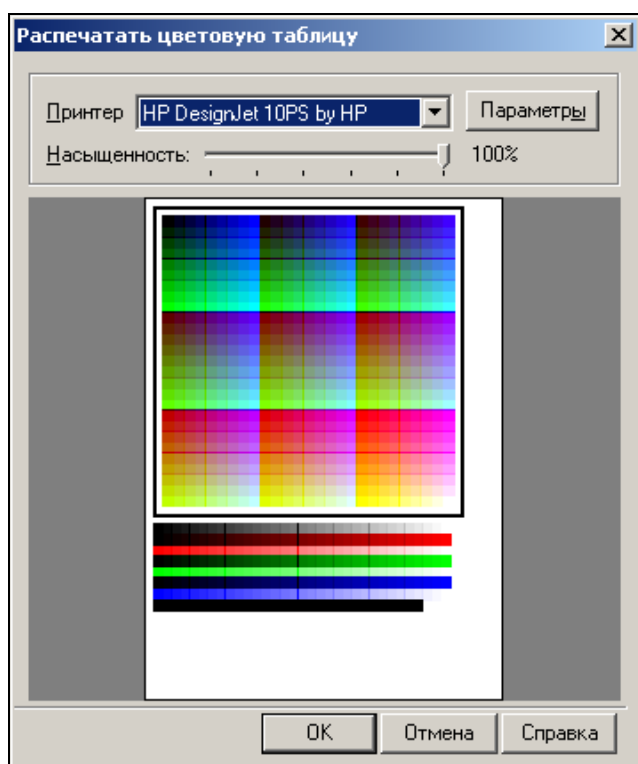 Распечатать цветовую таблицу
Принтер HP DesignJet 10PS by HP Параметры
Насыщенность: 100%
OK Отмена Справка